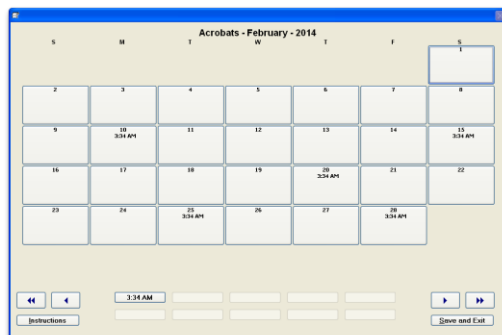 Acrobats - February - 2014
S M T W T F S
1
2 3 4 5 6 7 8
9 10 11 12 13 14 15
3:34 AM 3:34 AM
16 17 18 19 20 21 22
3:34 AM
23 24 25 26 27 28
3:34 AM 3:34 AM
3:34 AM
Instructions Save and Exit